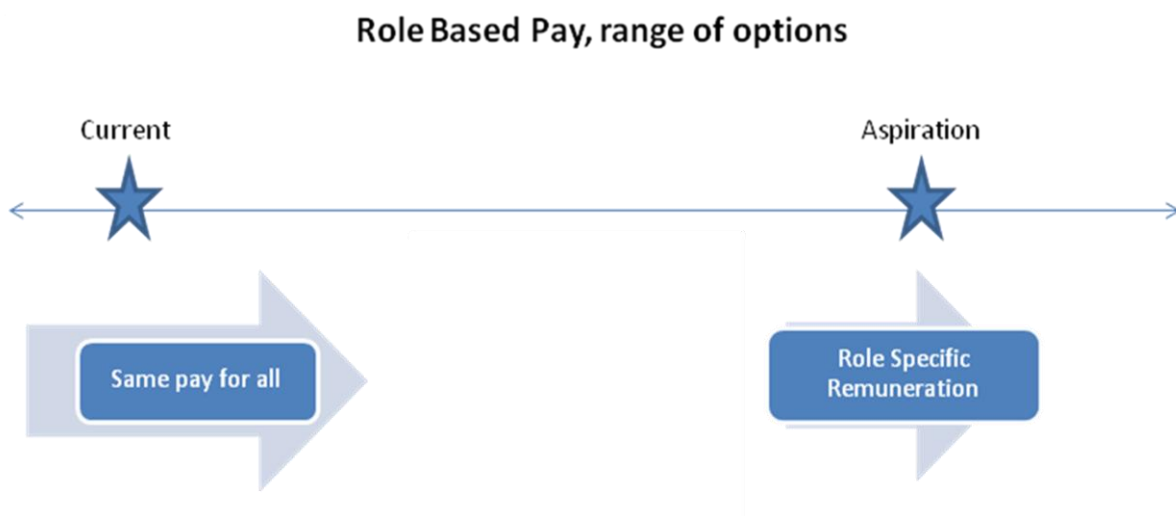 Role Based Pay, range of options
Current
Aspiration
Same pay for all
Role Specific
Remuneration